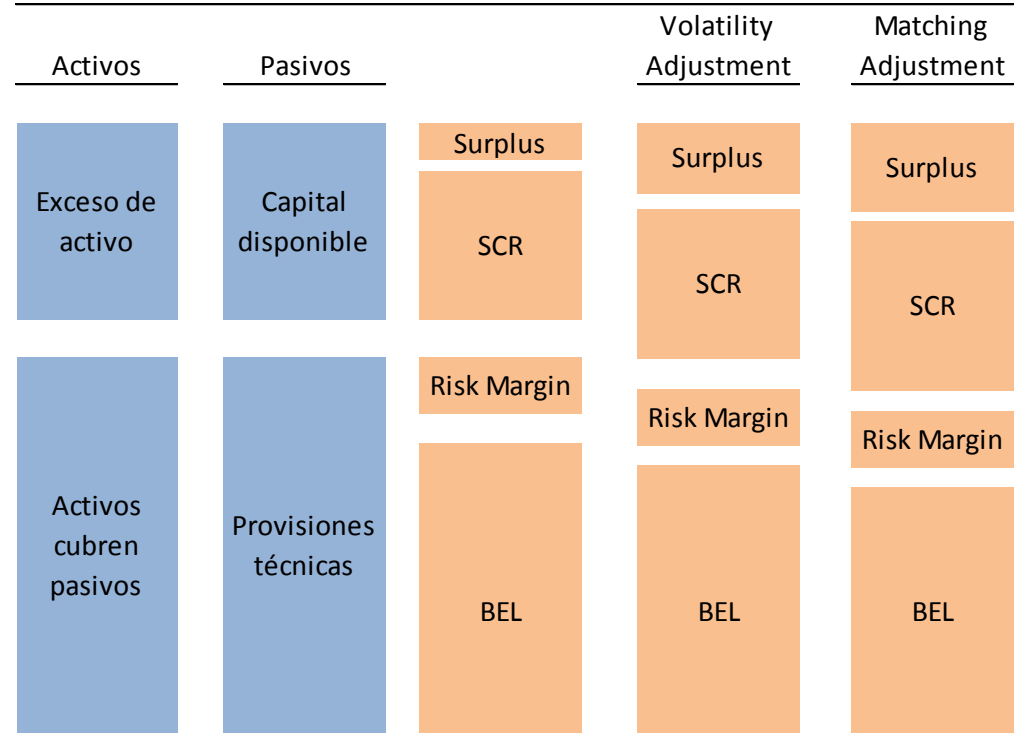 Activos
Pasivos
Volatility
Adjustment
Matching
Adjustment
Exceso de
activo
Capital
disponible
Surplus
SCR
Surplus
SCR
Surplus
SCR
Activos
cubren
pasivos
Provisiones
técnicas
Risk Margin
BEL
Risk Margin
BEL
Risk Margin
BEL